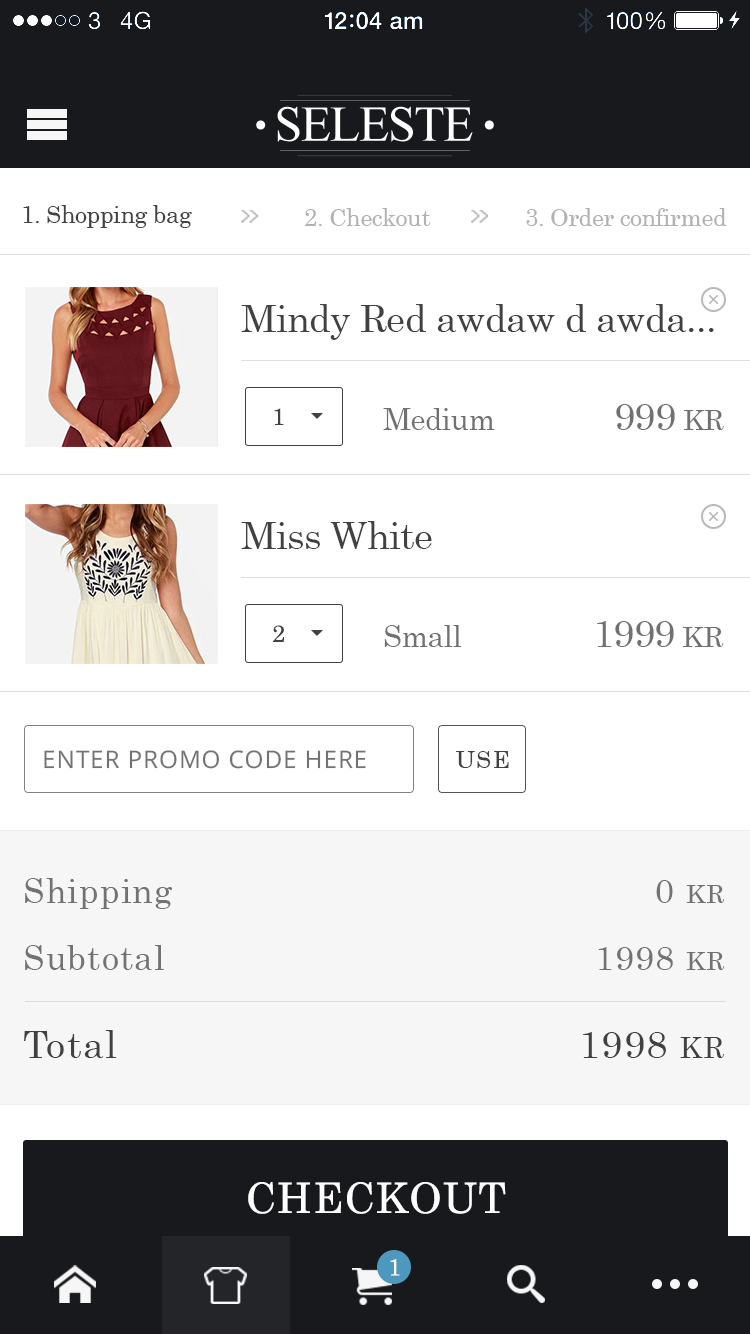 3 4G 12:04 am 100%
• SELESTE •
1. Shopping bag » 2. Checkout » 3. Order confirmed
Mindy Red awdaw d awda...
1 Medium 999 KR
Miss White
2 Small 1999 KR
ENTER PROMO CODE HERE USE
Shipping 0 KR
Subtotal 1998 KR
Total 1998 KR
CHECKOUT
1